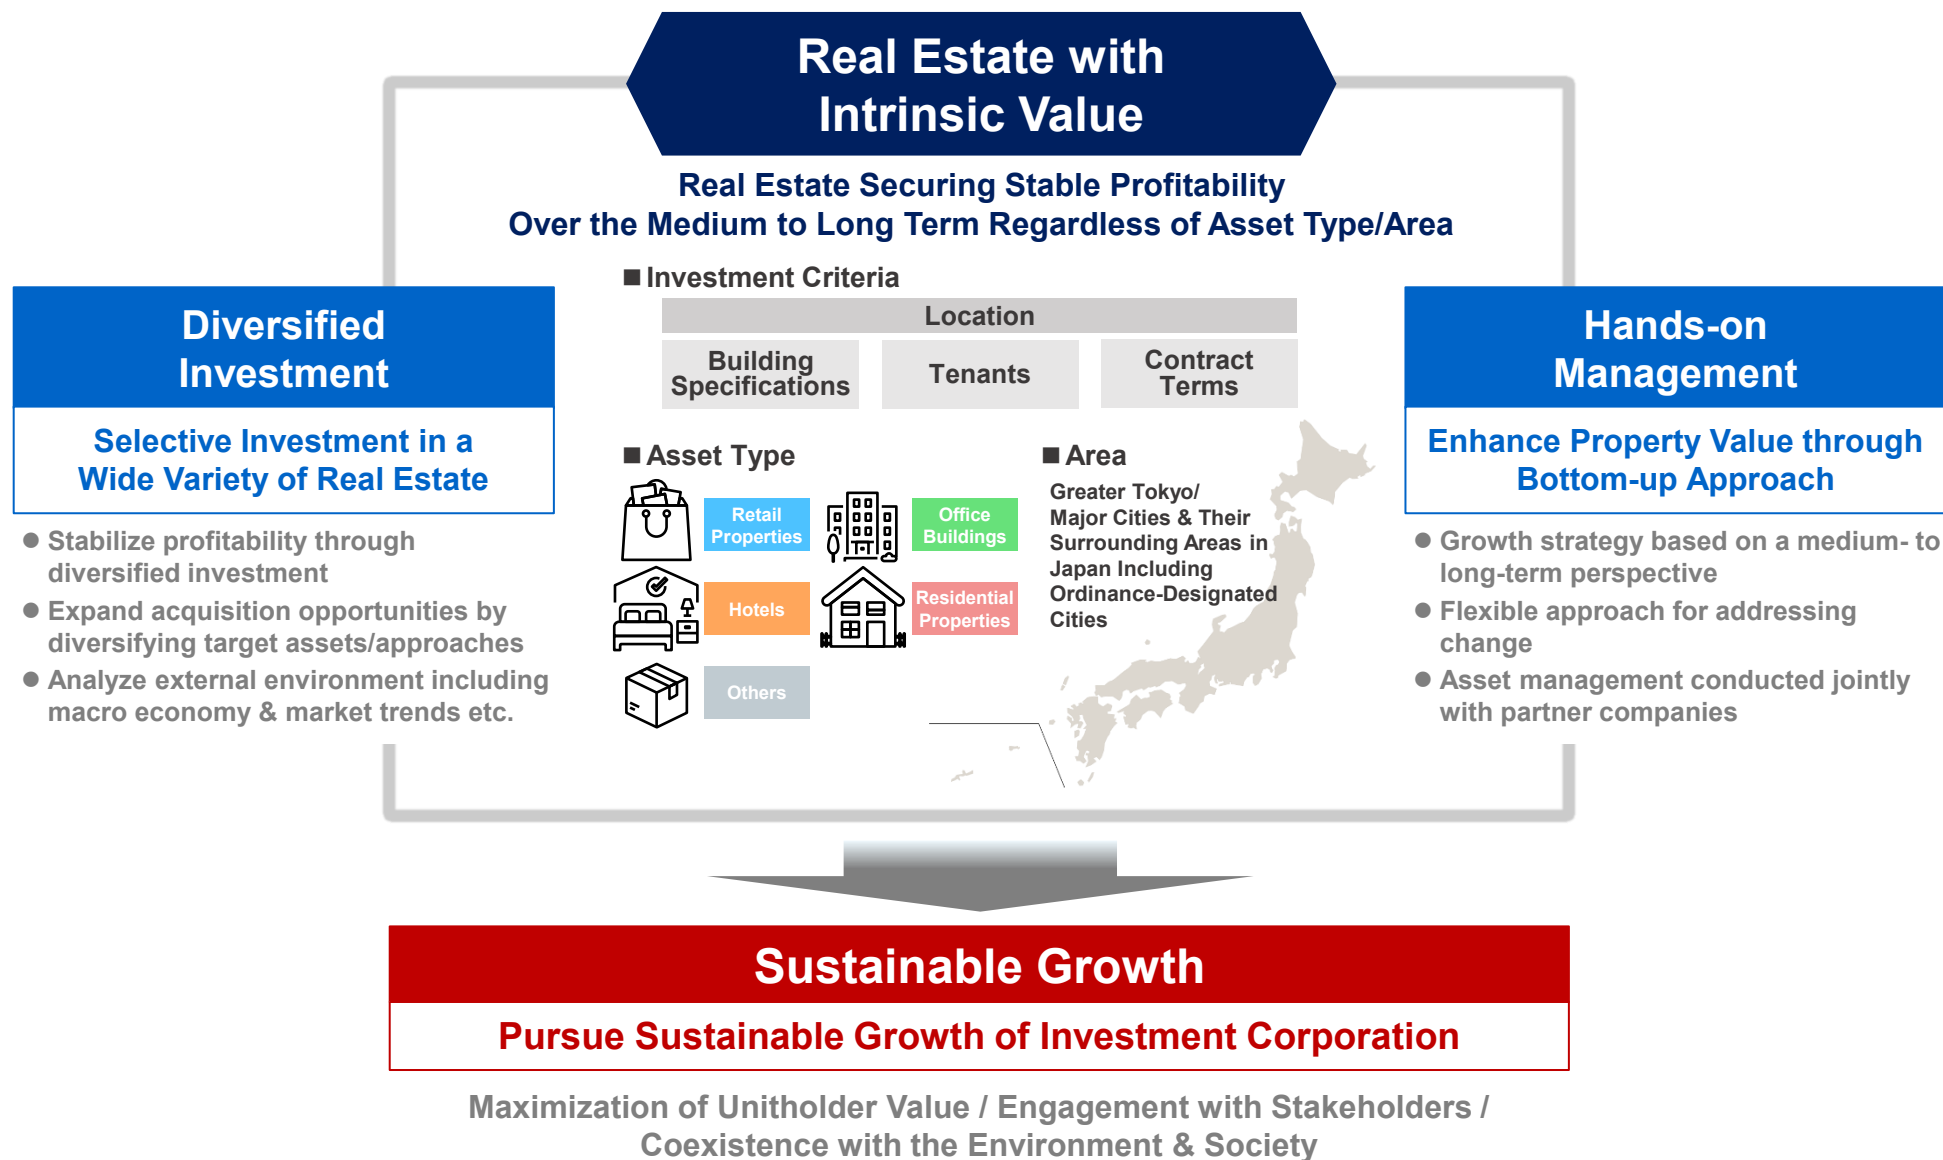 Real Estate with
Intrinsic Value
Real Estate Securing Stable Profitability
Over the Medium to Long Term Regardless of Asset Type/Area
Diversified
Investment
Selective Investment in a
Wide Variety of Real Estate
● Stabilize profitability through
diversified investment
● Expand acquisition opportunities by
diversifying target assets/approaches
● Analyze external environment including
macro economy & market trends etc.
■ Investment Criteria
Location
Building
Specifications
Tenants
Contract
Terms
■ Asset Type
Retail
Properties
Office
Buildings
Hotels
Residential
Properties
Others
■ Area
Greater Tokyo/
Major Cities & Their
Surrounding Areas in
Japan Including
Ordinance-Designated
Cities
Hands-on
Management
Enhance Property Value through
Bottom-up Approach
● Growth strategy based on a medium- to
long-term perspective
● Flexible approach for addressing
change
● Asset management conducted jointly
with partner companies
Sustainable Growth
Pursue Sustainable Growth of Investment Corporation
Maximization of Unitholder Value / Engagement with Stakeholders /
Coexistence with the Environment & Society